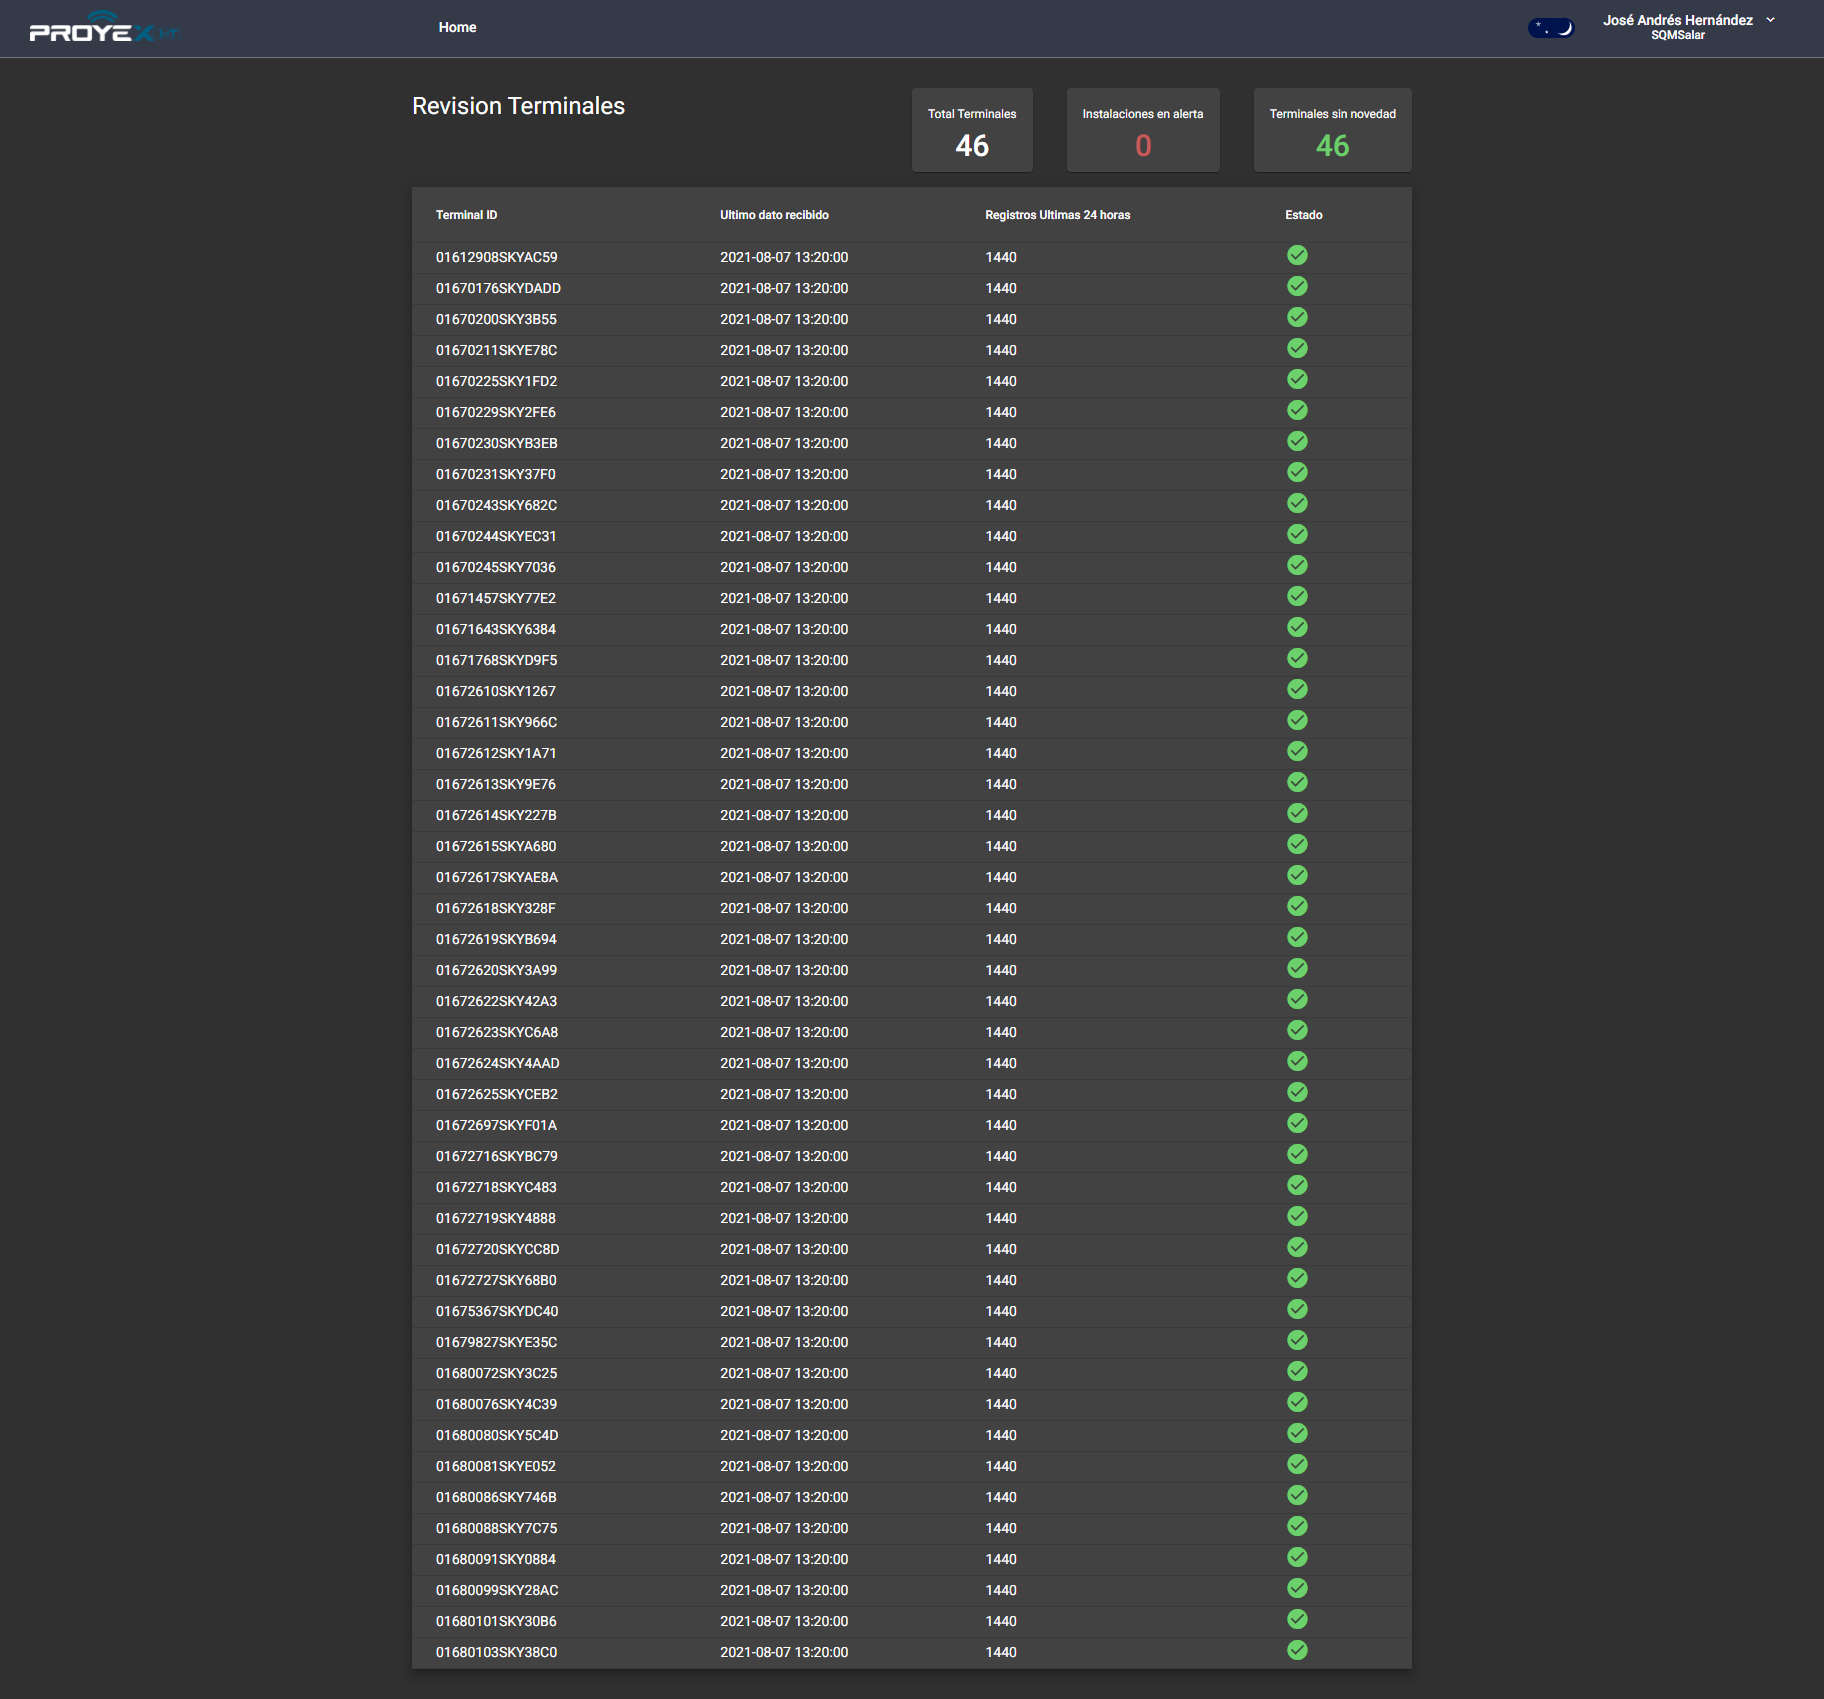 PROYEX IoT
Home
José Andrés Hernández
SQMSalar
Revision Terminales
Total Terminales
46
Instalaciones en alerta
0
Terminales sin novedad
46
Terminal ID Ultimo dato recibido Registros Ultimas 24 horas Estado
01612908SKYAC59 2021-08-07 13:20:00 1440
01670176SKYDADD 2021-08-07 13:20:00 1440
01670200SKY3B55 2021-08-07 13:20:00 1440
01670211SKYE78C 2021-08-07 13:20:00 1440
01670225SKY1FD2 2021-08-07 13:20:00 1440
01670229SKY2FE6 2021-08-07 13:20:00 1440
01670230SKYB3EB 2021-08-07 13:20:00 1440
01670231SKY37F0 2021-08-07 13:20:00 1440
01670243SKY682C 2021-08-07 13:20:00 1440
01670244SKYEC31 2021-08-07 13:20:00 1440
01670245SKY7036 2021-08-07 13:20:00 1440
01671457SKY77E2 2021-08-07 13:20:00 1440
01671643SKY6384 2021-08-07 13:20:00 1440
01671768SKYD9F5 2021-08-07 13:20:00 1440
01672610SKY1267 2021-08-07 13:20:00 1440
01672611SKY966C 2021-08-07 13:20:00 1440
01672612SKY1A71 2021-08-07 13:20:00 1440
01672613SKY9E76 2021-08-07 13:20:00 1440
01672614SKY227B 2021-08-07 13:20:00 1440
01672615SKYA680 2021-08-07 13:20:00 1440
01672617SKYAE8A 2021-08-07 13:20:00 1440
01672618SKY328F 2021-08-07 13:20:00 1440
01672619SKYB694 2021-08-07 13:20:00 1440
01672620SKY3A99 2021-08-07 13:20:00 1440
01672622SKY42A3 2021-08-07 13:20:00 1440
01672623SKYC6A8 2021-08-07 13:20:00 1440
01672624SKY4AAD 2021-08-07 13:20:00 1440
01672625SKYCEB2 2021-08-07 13:20:00 1440
01672697SKYF01A 2021-08-07 13:20:00 1440
01672716SKYBC79 2021-08-07 13:20:00 1440
01672718SKYC483 2021-08-07 13:20:00 1440
01672719SKY4888 2021-08-07 13:20:00 1440
01672720SKYCC8D 2021-08-07 13:20:00 1440
01672727SKY68B0 2021-08-07 13:20:00 1440
01675367SKYDC40 2021-08-07 13:20:00 1440
01679827SKYE35C 2021-08-07 13:20:00 1440
01680072SKY3C25 2021-08-07 13:20:00 1440
01680076SKY4C39 2021-08-07 13:20:00 1440
01680080SKY5C4D 2021-08-07 13:20:00 1440
01680081SKYE052 2021-08-07 13:20:00 1440
01680086SKY746B 2021-08-07 13:20:00 1440
01680088SKY7C75 2021-08-07 13:20:00 1440
01680091SKY0884 2021-08-07 13:20:00 1440
01680099SKY28AC 2021-08-07 13:20:00 1440
01680101SKY30B6 2021-08-07 13:20:00 1440
01680103SKY38C0 2021-08-07 13:20:00 1440